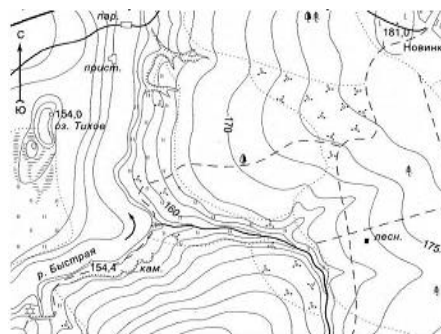 пар.
С
181,0
Новинк
прист.
154,0
оз. Тихое
Ю
170
160
р. Быстрая
154,4
кам.
лесн.
175